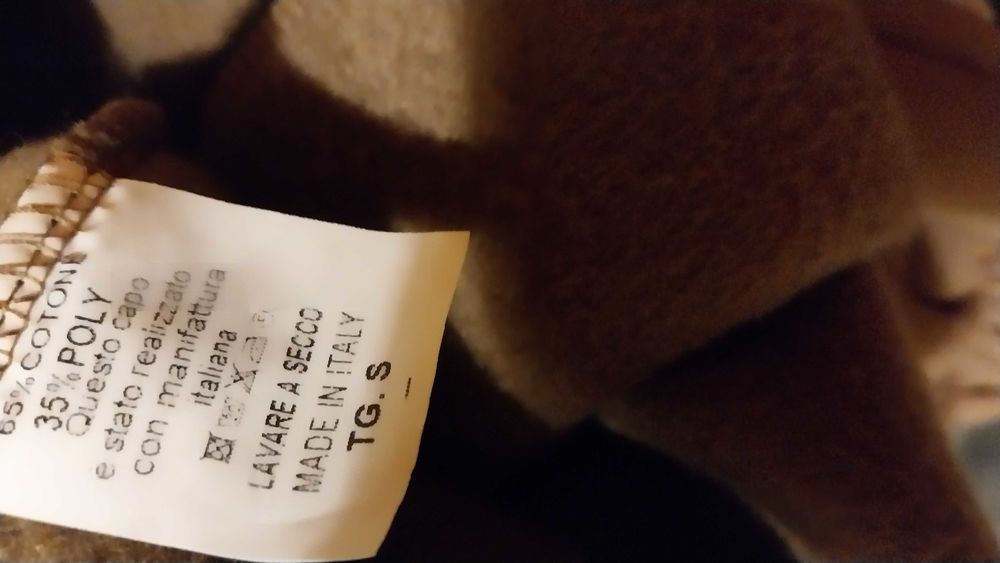 65% COTONE
35% POLY
Questo capo
e stato realizzato
con manifattura
italiana
LAVARE A SECCO
MADE IN ITALY
TG. S